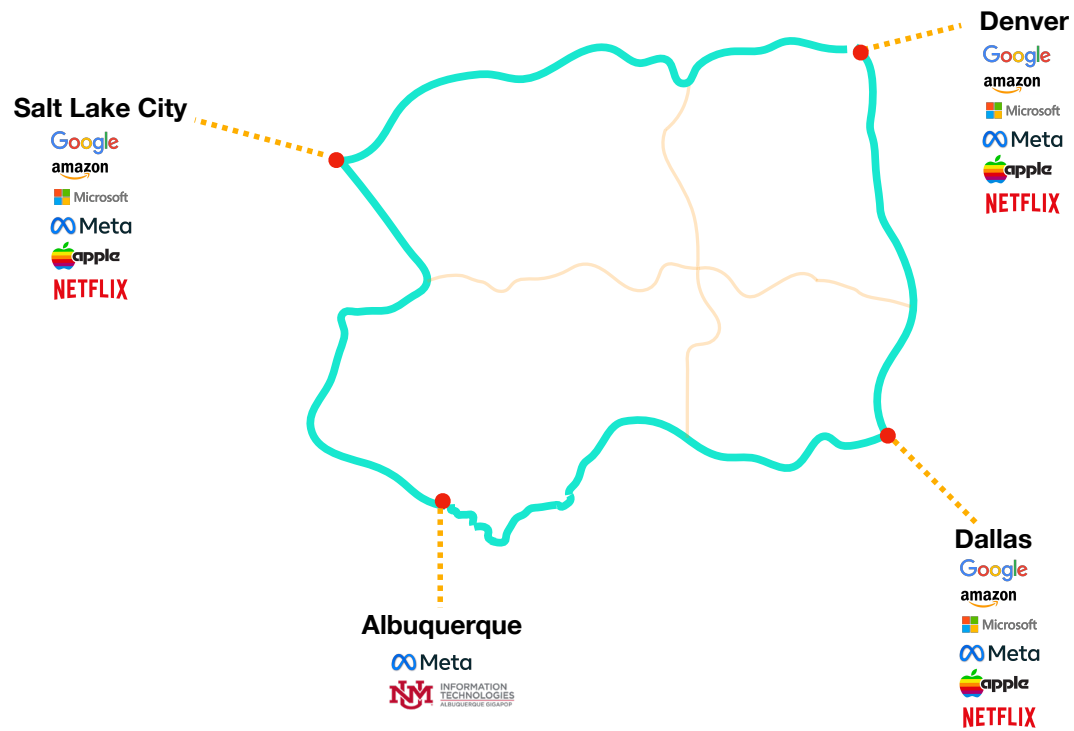 Denver
Google
amazon
Microsoft
Meta
apple
NETFLIX
Salt Lake City
Google
amazon
Microsoft
Meta
apple
NETFLIX
Dallas
Google
amazon
Microsoft
Meta
apple
NETFLIX
Albuquerque
Meta
UNM INFORMATION
TECHNOLOGIES
ALBUQUERQUE GIGAPOP